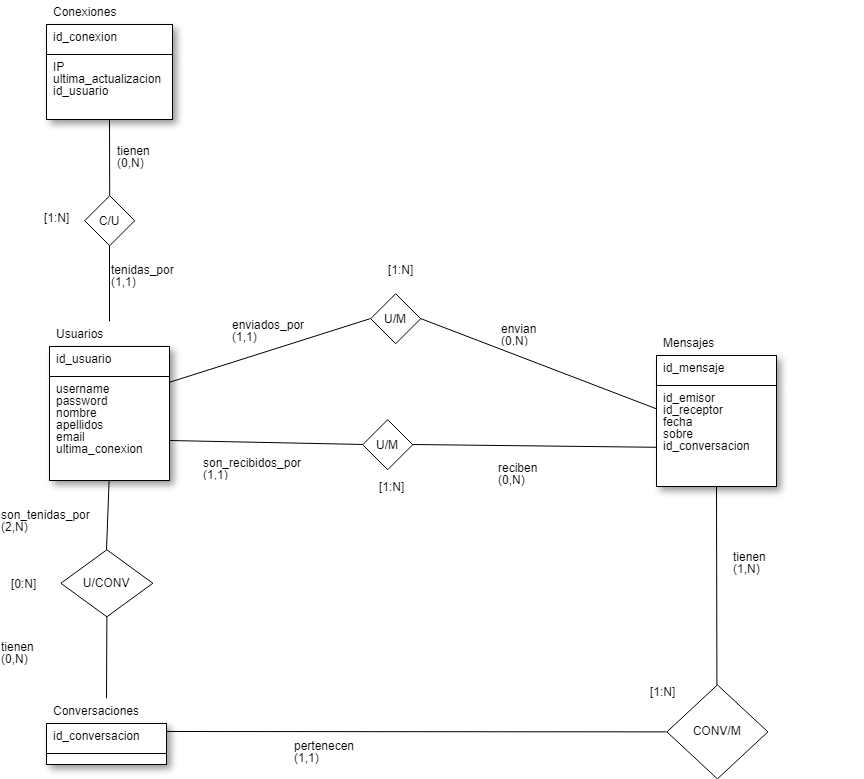 Conexiones
id_conexion
IP
ultima_actualizacion
id_usuario
tienen
(0,N)
[1:N]
C/U
tenidas_por
(1,1)
[1:N]
enviados_por
(1,1)
U/M
envian
(0,N)
Usuarios
id_usuario
username
password
nombre
apellidos
email
ultima_conexion
Mensajes
id_mensaje
id_emisor
id_receptor
fecha
sobre
id_conversacion
U/M
son_recibidos_por
(1,1)
[1:N]
reciben
(0,N)
son_tenidas_por
(2,N)
[0:N]
U/CONV
tienen
(0,N)
tienen
(1,N)
[1:N]
CONV/M
Conversaciones
id_conversacion
pertenecen
(1,1)